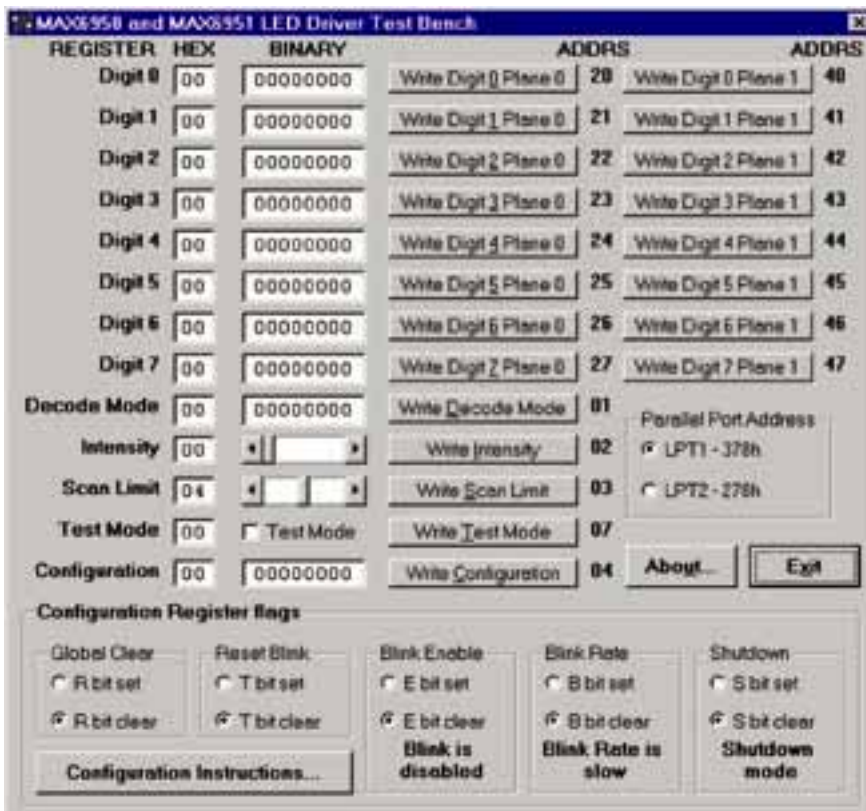 MAX6950 and MAX6951 LED Driver Test Bench
REGISTER HEX BINARY ADDRS ADDRS
Digit 0 00 00000000 Write Digit 0 Plane 0 20 Write Digit 0 Plane 1 40
Digit 1 00 00000000 Write Digit 1 Plane 0 21 Write Digit 1 Plane 1 41
Digit 2 00 00000000 Write Digit 2 Plane 0 22 Write Digit 2 Plane 1 42
Digit 3 00 00000000 Write Digit 3 Plane 0 23 Write Digit 3 Plane 1 43
Digit 4 00 00000000 Write Digit 4 Plane 0 24 Write Digit 4 Plane 1 44
Digit 5 00 00000000 Write Digit 5 Plane 0 25 Write Digit 5 Plane 1 45
Digit 6 00 00000000 Write Digit 6 Plane 0 26 Write Digit 6 Plane 1 46
Digit 7 00 00000000 Write Digit 7 Plane 0 27 Write Digit 7 Plane 1 47
Decode Mode 00 00000000 Write Decode Mode 01
Parallel Port Address
Intensity 00 Write Intensity 02 LPT1 - 378h
Scan Limit 04 Write Scan Limit 03 LPT2 - 278h
Test Mode 00 Test Mode Write Test Mode 07
Configuration 00 00000000 Write Configuration 04 About... Exit
Configuration Register flags
Global Clear Reset Blink Blink Enable Blink Rate Shutdown
R bit set T bit set E bit set B bit set S bit set
R bit clear T bit clear E bit clear B bit clear S bit clear
Blink is disabled Blink Rate is slow Shutdown mode
Configuration Instructions...